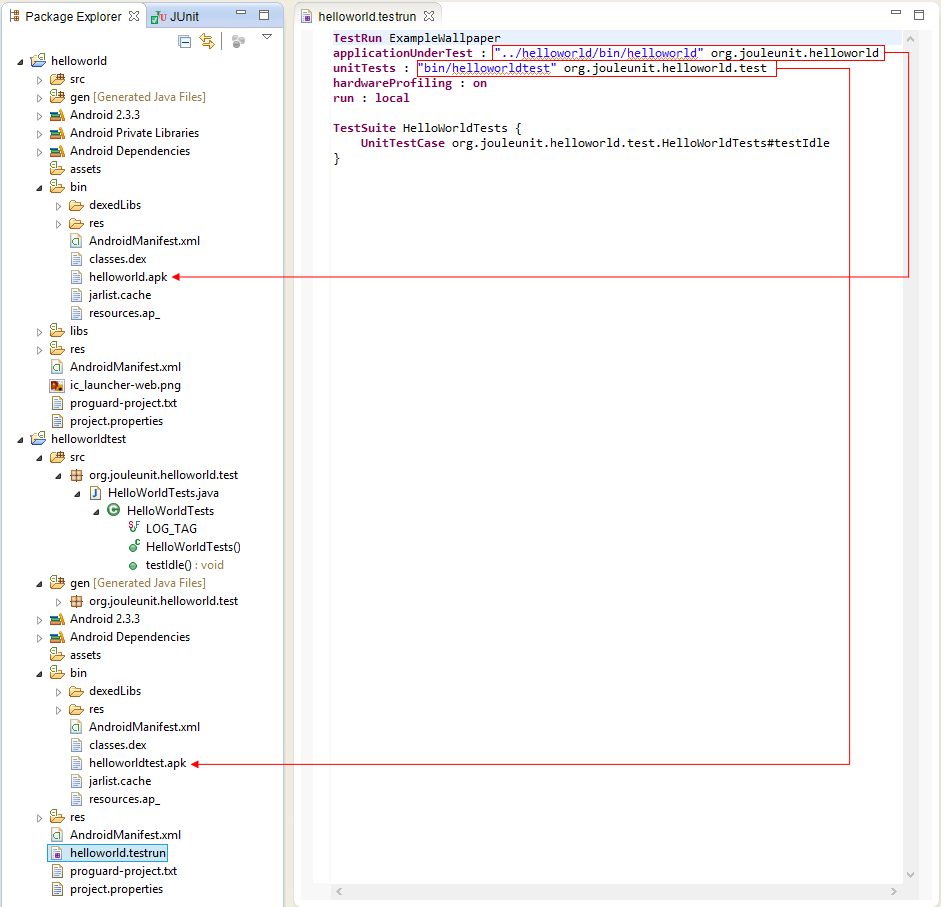 Package Explorer
JUnit
helloworld
src
gen [Generated Java Files]
Android 2.3.3
Android Private Libraries
Android Dependencies
assets
bin
dexedLibs
res
AndroidManifest.xml
classes.dex
helloworld.apk
jarlist.cache
resources.ap_
libs
res
AndroidManifest.xml
ic_launcher-web.png
proguard-project.txt
project.properties
helloworldtest
src
org.jouleunit.helloworld.test
HelloWorldTests.java
HelloWorldTests
LOG_TAG
HelloWorldTests()
testIdle() : void
gen [Generated Java Files]
org.jouleunit.helloworld.test
Android 2.3.3
Android Dependencies
assets
bin
dexedLibs
res
AndroidManifest.xml
classes.dex
helloworldtest.apk
jarlist.cache
resources.ap_
res
AndroidManifest.xml
helloworld.testrun
proguard-project.txt
project.properties
helloworld.testrun
TestRun ExampleWallpaper
applicationUnderTest : "../helloworld/bin/helloworld" org.jouleunit.helloworld
unitTests : "bin/helloworldtest" org.jouleunit.helloworld.test
hardwareProfiling : on
run : local
TestSuite HelloWorldTests {
UnitTestCase org.jouleunit.helloworld.test.HelloWorldTests#testIdle
}